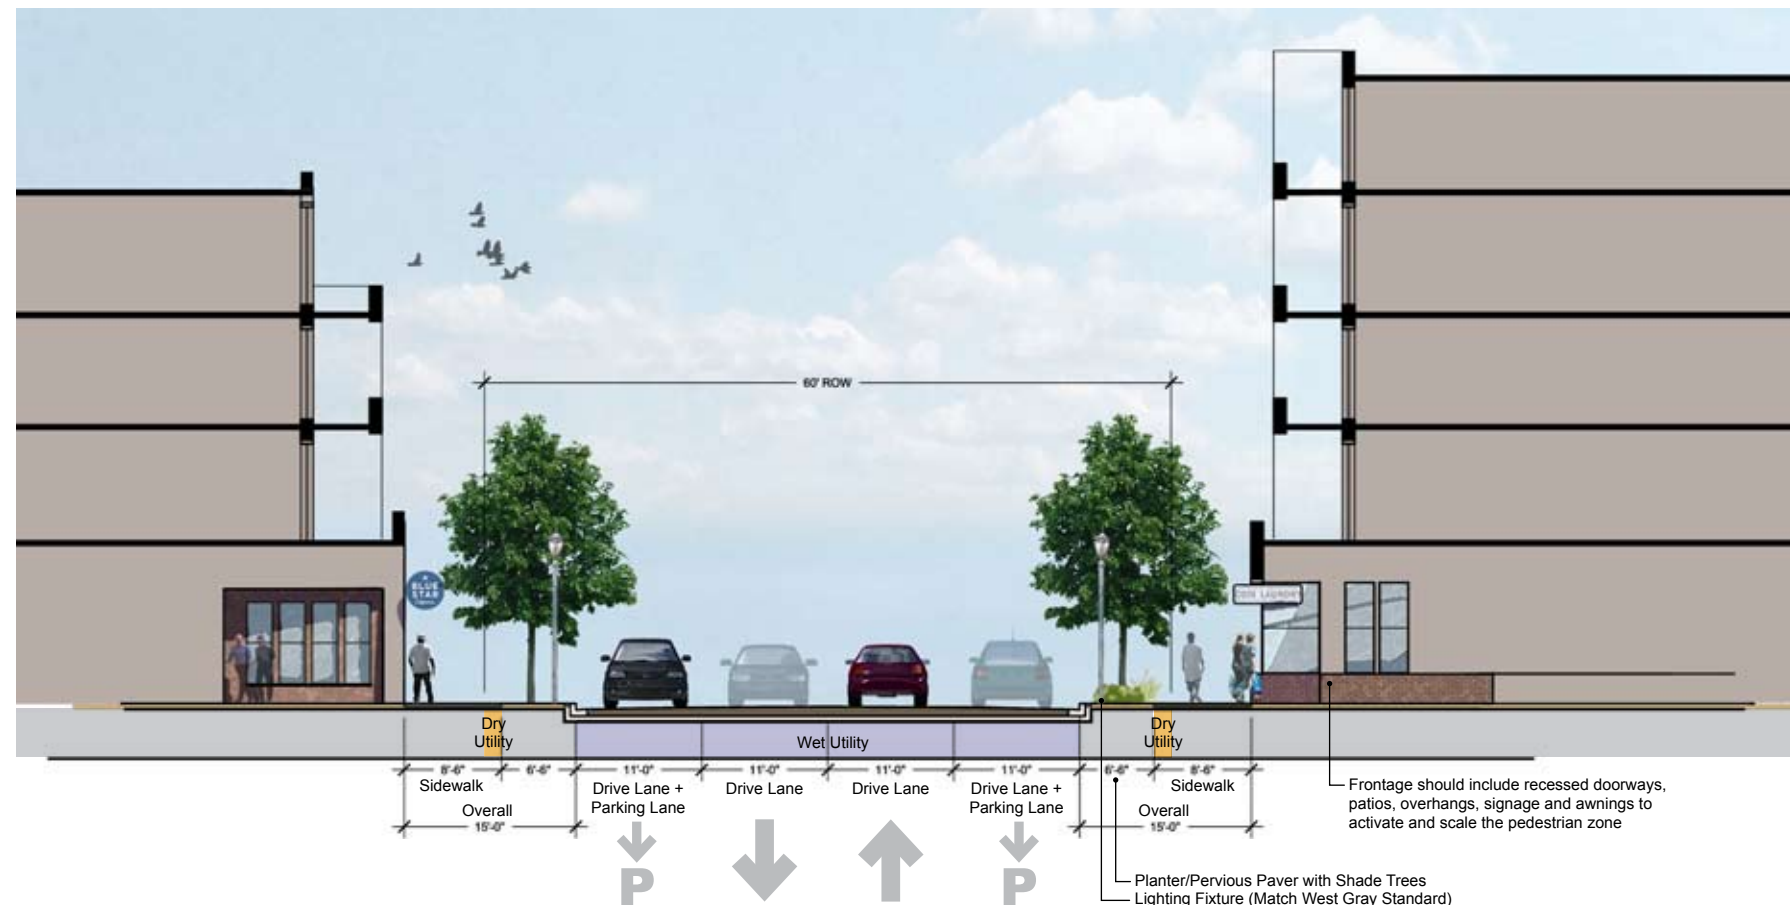 60' ROW
BLUE
STAR
COIN LAUNDRY
Dry
Utility
Wet Utility
Dry
Utility
8'-6"
6'-6"
11'-0"
11'-0"
11'-0"
11'-0"
6'-6"
8'-6"
Sidewalk
Drive Lane +
Parking Lane
Drive Lane
Drive Lane
Drive Lane +
Parking Lane
Sidewalk
Overall
15'-0"
Overall
15'-0"
Frontage should include recessed doorways,
patios, overhangs, signage and awnings to
activate and scale the pedestrian zone
P
P
Planter/Pervious Paver with Shade Trees
Lighting Fixture (Match West Gray Standard)